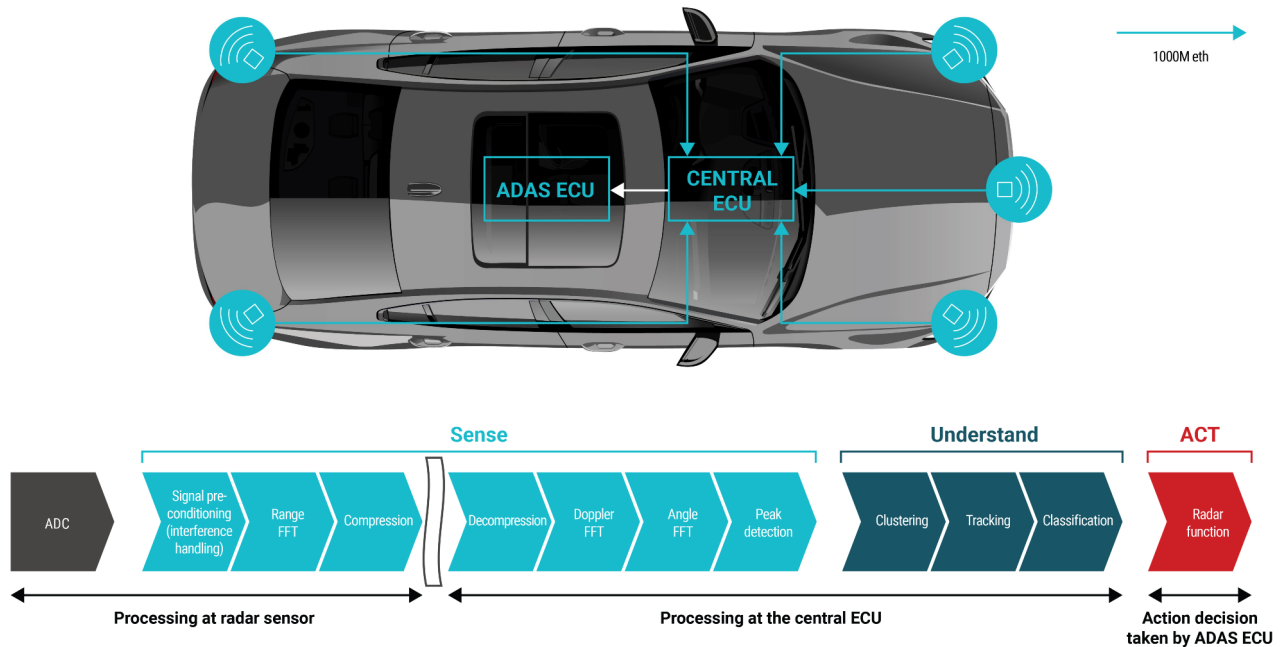 1000M eth
ADAS ECU
CENTRAL
ECU
Sense
Understand
ACT
ADC
Signal pre-
conditioning
(interference
handling)
Range
FFT
Compression
Decompression
Doppler
FFT
Angle
FFT
Peak
detection
Clustering
Tracking
Classification
Radar
function
Processing at radar sensor
Processing at the central ECU
Action decision
taken by ADAS ECU